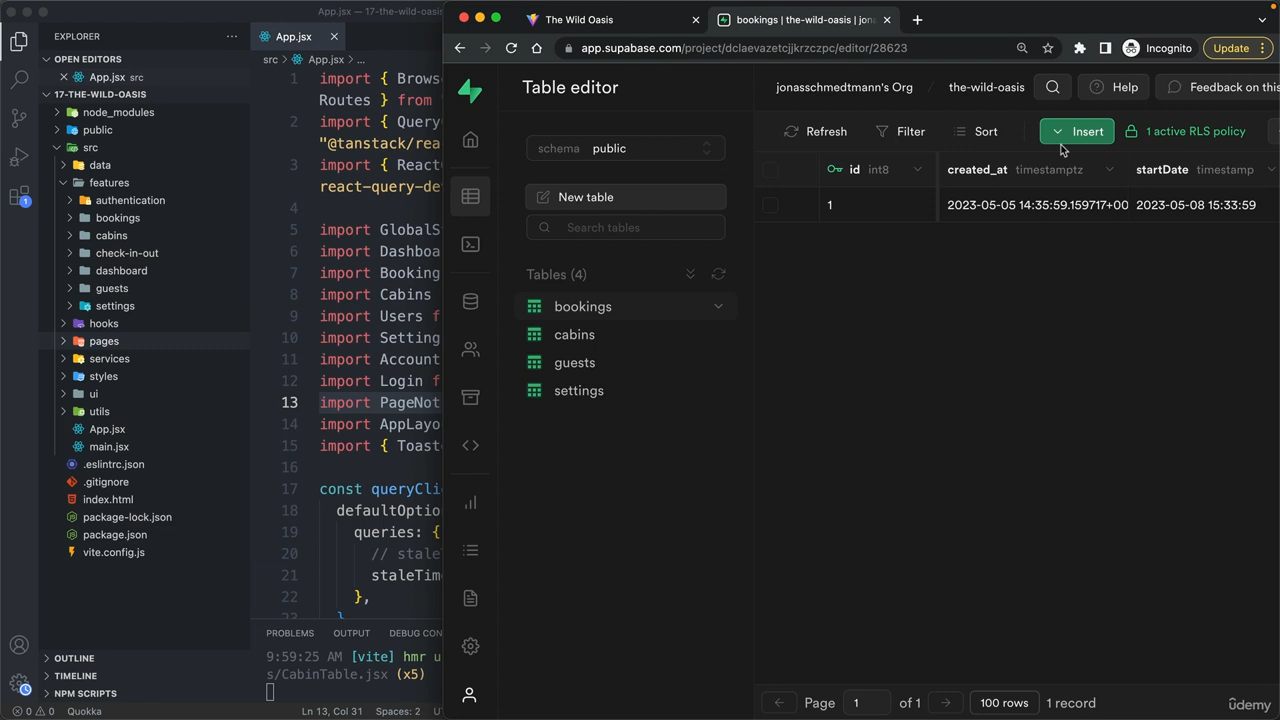 App.jsx — 17-the-wild-oasis
EXPLORER
OPEN EDITORS
App.jsx src
17-THE-WILD-OASIS
node_modules
public
src
data
features
authentication
bookings
cabins
check-in-out
dashboard
guests
settings
hooks
pages
services
styles
ui
utils
App.jsx
main.jsx
.eslintrc.json
.gitignore
index.html
package-lock.json
package.json
vite.config.js
OUTLINE
TIMELINE
NPM SCRIPTS
0 0 Quokka
1
App.jsx
src > App.jsx > ...
1 import { Brows
Routes } from
2 import { Query
"@tanstack/rea
3 import { React
react-query-de
4
5 import GlobalS
6 import Dashboa
7 import Booking
8 import Cabins
9 import Users f
10 import Setting
11 import Account
12 import Login f
13 import PageNot
14 import AppLayo
15 import { Toast
16
17 const queryCli
18 defaultOptio
19 queries: {
20 // stale
21 staleTim
22 },
23 }
PROBLEMS OUTPUT DEBUG CON
9:59:25 AM [vite] hmr u
s/CabinTable.jsx (x5)
Ln 13, Col 31 Spaces: 2
The Wild Oasis
bookings | the-wild-oasis | jona
app.supabase.com/project/dclaevazetcjjkrzczpc/editor/28623
Incognito
Update
Table editor
jonasschmedtmann's Org the-wild-oasis Help Feedback on this
schema public
New table
Search tables
Tables (4)
bookings
cabins
guests
settings
Refresh Filter Sort Insert 1 active RLS policy
id int8 created_at timestamptz startDate timestamp
1 2023-05-05 14:35:59.159717+00 2023-05-08 15:33:59
Page 1 of 1 100 rows 1 record
ûdemy